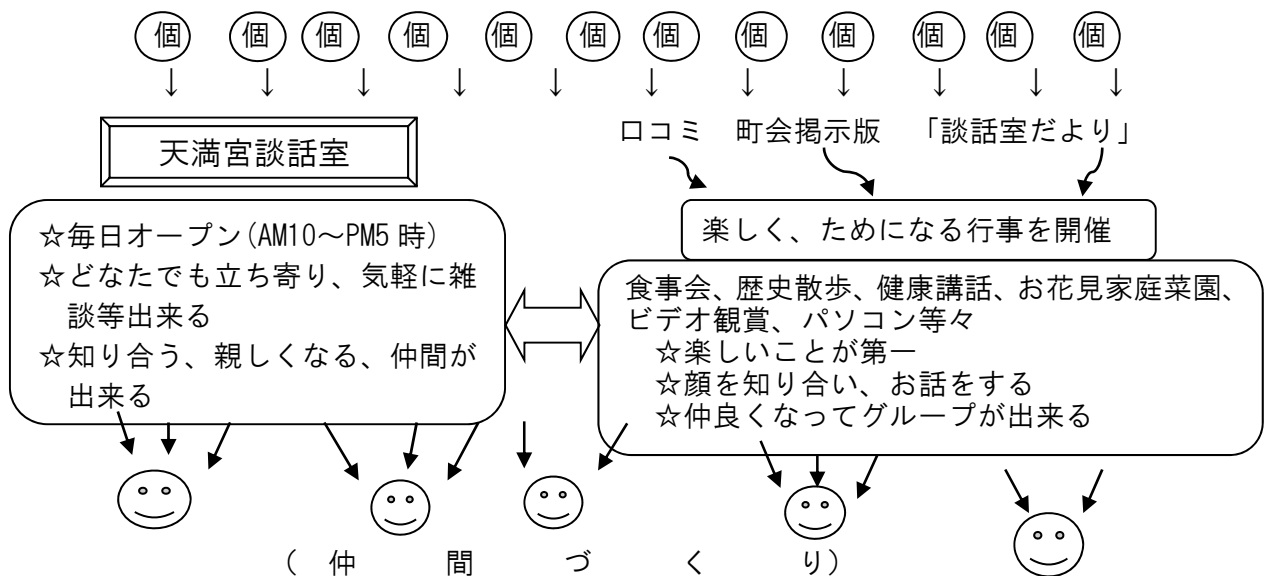 個 個 個 個 個 個 個 個 個 個 個 個
↓ ↓ ↓ ↓ ↓ ↓ ↓ ↓ ↓ ↓ ↓
口コミ 町会掲示版 「談話室だより」
天満宮談話室
☆毎日オープン(AM10～PM5時)
☆どなたでも立ち寄り、気軽に雑
談等出来る
☆知り合う、親しくなる、仲間が
出来る
楽しく、ためになる行事を開催
食事会、歴史散歩、健康講話、お花見家庭菜園、
ビデオ観賞、パソコン等々
☆楽しいことが第一
☆顔を知り合い、お話をする
☆仲良くなってグループが出来る
(仲間づくり)